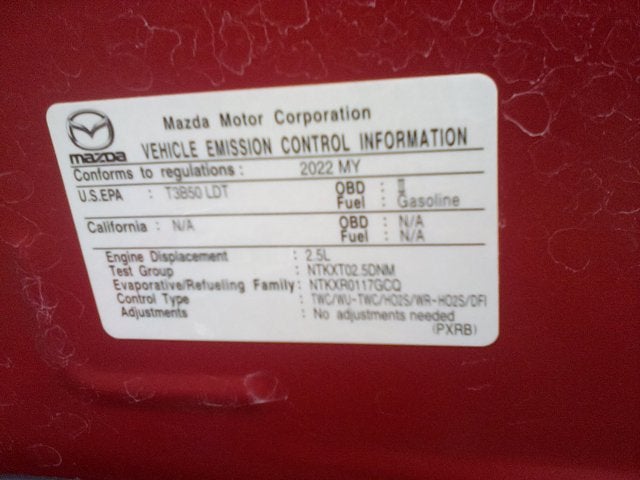 Mazda Motor Corporation
mazda VEHICLE EMISSION CONTROL INFORMATION
Conforms to regulations : 2022 MY
U.S.EPA : T3B50 LDT OBD :
Fuel : Gasoline
California : N/A OBD : N/A
Fuel : N/A
Engine Displacement : 2.5L
Test Group : NTKXT02.5DNM
Evaporative/Refueling Family: NTKXR0117GCQ
Control Type : TWC/WU-TWC/HO2S/WR-HO2S/DFI
Adjustments : No adjustments needed
(PXRB)